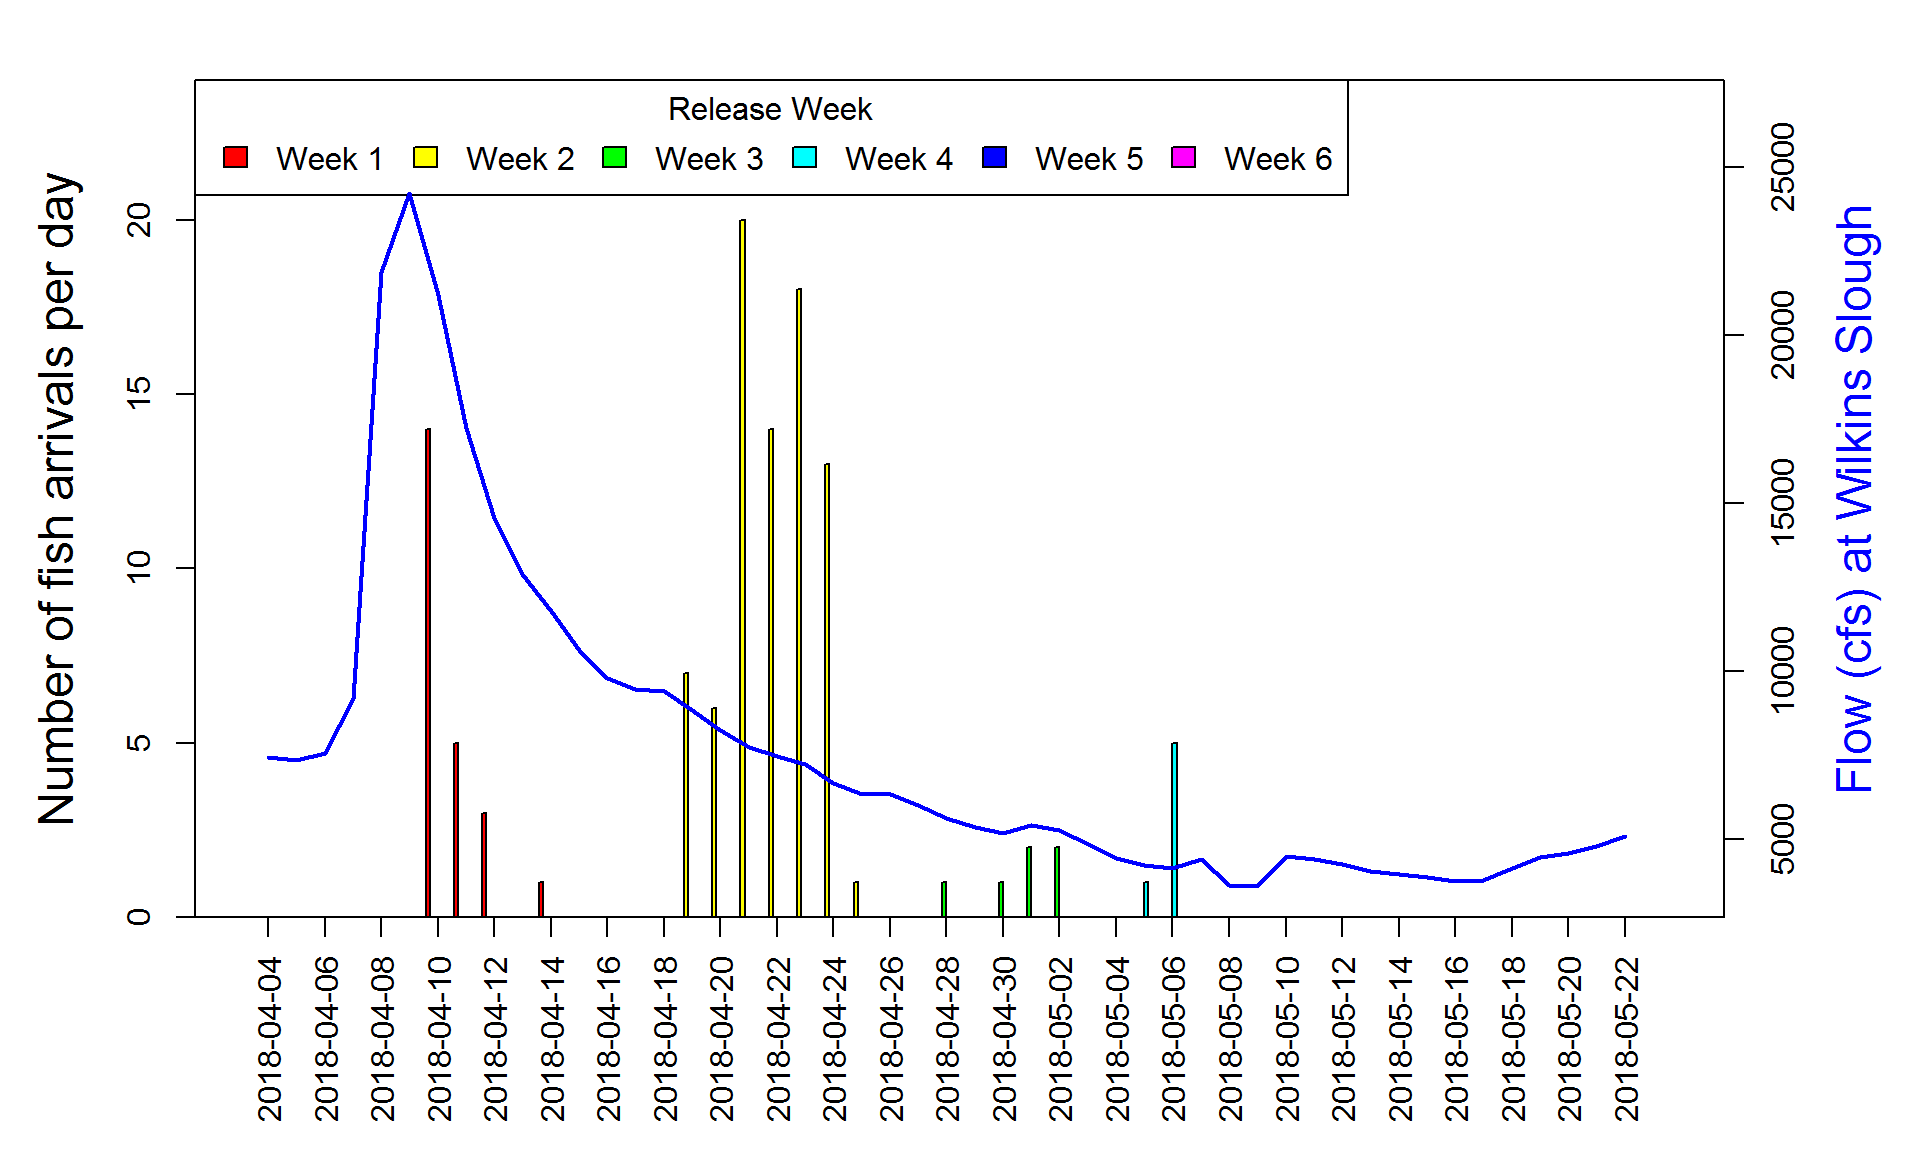 Release Week
Week 1 Week 2 Week 3 Week 4 Week 5 Week 6
Number of fish arrivals per day
0 5 10 15 20
5000 10000 15000 20000 25000
Flow (cfs) at Wilkins Slough
2018-04-04 2018-04-06 2018-04-08 2018-04-10 2018-04-12 2018-04-14 2018-04-16 2018-04-18 2018-04-20 2018-04-22 2018-04-24 2018-04-26 2018-04-28 2018-04-30 2018-05-02 2018-05-04 2018-05-06 2018-05-08 2018-05-10 2018-05-12 2018-05-14 2018-05-16 2018-05-18 2018-05-20 2018-05-22